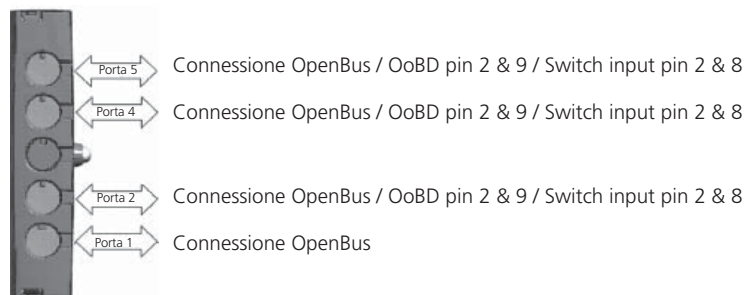 Porta 5 Connessione OpenBus / OoBD pin 2 & 9 / Switch input pin 2 & 8
Porta 4 Connessione OpenBus / OoBD pin 2 & 9 / Switch input pin 2 & 8
Porta 2 Connessione OpenBus / OoBD pin 2 & 9 / Switch input pin 2 & 8
Porta 1 Connessione OpenBus